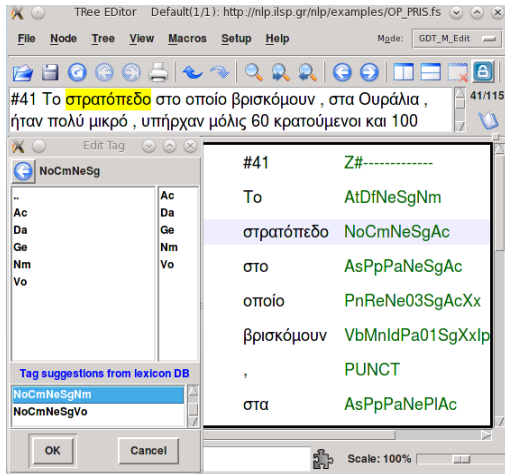 TRee EDitor Default(1/1): http://nlp.ilsp.gr/nlp/examples/OP_PRIS.fs
File Node Tree View Macros Setup Help Mode: GDT_M_Edit
#41 Το στρατόπεδο στο οποίο βρισκόμουν , στα Ουράλια ,
ήταν πολύ μικρό , υπήρχαν μόλις 60 κρατούμενοι και 100
41/115
Edit Tag
NoCmNeSg
.. Ac
Ac Da
Da Ge
Ge Nm
Nm Vo
Vo
Tag suggestions from lexicon DB
NoCmNeSgNm
NoCmNeSgVo
OK Cancel
#41 Z#-------------
Το AtDfNeSgNm
στρατόπεδο NoCmNeSgAc
στο AsPpPaNeSgAc
οποίο PnReNe03SgAcXx
βρισκόμουν VbMnIdPa01SgXxIp
, PUNCT
στα AsPpPaNePlAc
Scale: 100%